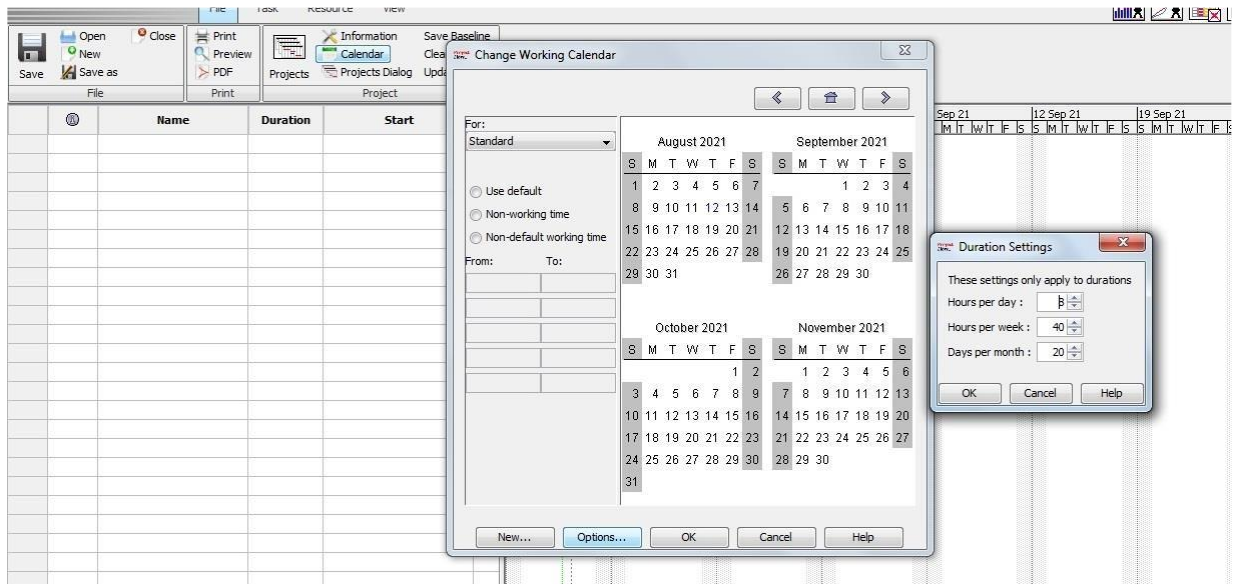 File Task Resource View
Save
Open
New
Save as
Close
File
Print
Preview
PDF
Print
Projects
Information
Calendar
Projects Dialog
Save Baseline
Project
Name Duration Start
Sep 21 12 Sep 21 19 Sep 21
M T W T F S S M T W T F S S M T W T F
Change Working Calendar
For:
Standard
Use default
Non-working time
Non-default working time
From: To:
August 2021
S M T W T F S
1 2 3 4 5 6 7
8 9 10 11 12 13 14
15 16 17 18 19 20 21
22 23 24 25 26 27 28
29 30 31
September 2021
S M T W T F S
1 2 3 4
5 6 7 8 9 10 11
12 13 14 15 16 17 18
19 20 21 22 23 24 25
26 27 28 29 30
October 2021
S M T W T F S
1 2
3 4 5 6 7 8 9
10 11 12 13 14 15 16
17 18 19 20 21 22 23
24 25 26 27 28 29 30
31
November 2021
S M T W T F S
1 2 3 4 5 6
7 8 9 10 11 12 13
14 15 16 17 18 19 20
21 22 23 24 25 26 27
28 29 30
New... Options... OK Cancel Help
Duration Settings
These settings only apply to durations
Hours per day : 8
Hours per week : 40
Days per month : 20
OK Cancel Help